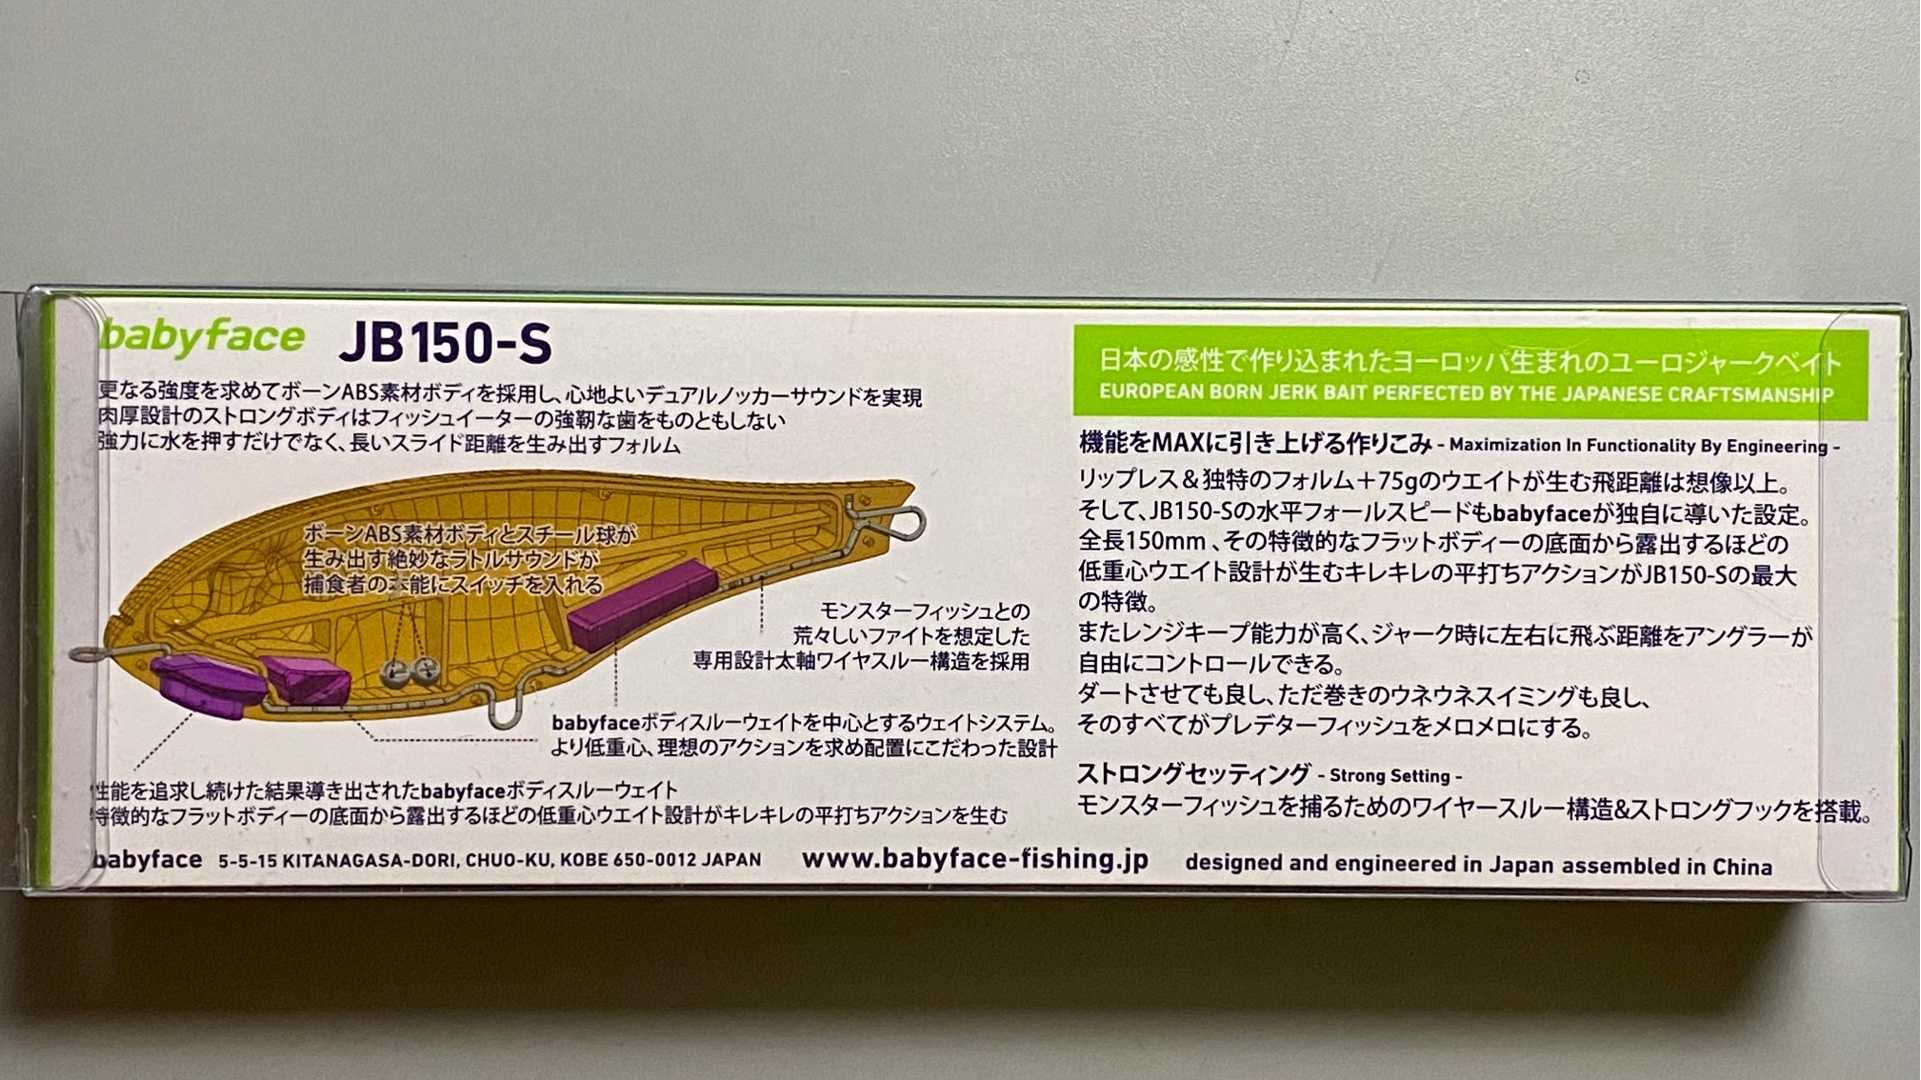 babyface JB150-S
更なる強度を求めてボーンABS素材ボディを採用し、心地よいデュアルノッカーサウンドを実現
肉厚設計のストロングボディはフィッシュイーターの強靭な歯をものともしない
強力に水を押すだけでなく、長いスライド距離を生み出すフォルム
ボーンABS素材ボディとスチール球が
生み出す絶妙なラトルサウンドが
捕食者の本能にスイッチを入れる
モンスターフィッシュとの
荒々しいファイトを想定した
専用設計太軸ワイヤスルー構造を採用
babyfaceボディスルーウェイトを中心とするウェイトシステム。
より低重心、理想のアクションを求め配置にこだわった設計
性能を追求し続けた結果導き出されたbabyfaceボディスルーウェイト
特徴的なフラットボディーの底面から露出するほどの低重心ウエイト設計がキレキレの平打ちアクションを生む
日本の感性で作り込まれたヨーロッパ生まれのユーロジャークベイト
EUROPEAN BORN JERK BAIT PERFECTED BY THE JAPANESE CRAFTSMANSHIP
機能をMAXに引き上げる作りこみ - Maximization In Functionality By Engineering -
リップレス＆独特のフォルム＋75gのウエイトが生む飛距離は想像以上。
そして、JB150-Sの水平フォールスピードもbabyfaceが独自に導いた設定。
全長150mm、その特徴的なフラットボディーの底面から露出するほどの
低重心ウエイト設計が生むキレキレの平打ちアクションがJB150-Sの最大
の特徴。
またレンジキープ能力が高く、ジャーク時に左右に飛ぶ距離をアングラーが
自由にコントロールできる。
ダートさせても良し、ただ巻きのウネウネスイミングも良し、
そのすべてがプレデターフィッシュをメロメロにする。
ストロングセッティング - Strong Setting -
モンスターフィッシュを捕るためのワイヤースルー構造&ストロングフックを搭載。
babyface 5-5-15 KITANAGASA-DORI, CHUO-KU, KOBE 650-0012 JAPAN www.babyface-fishing.jp designed and engineered in Japan assembled in China